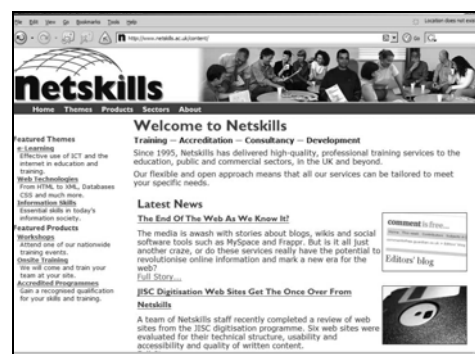 File Edit View Go Bookmarks Tools Help
http://www.netskills.ac.uk/content/
Go
Netskills
Home Themes Products Sectors About
Featured Themes
e-Learning
Effective use of ICT and the
internet in education and
training.
Web Technologies
From HTML to XML, Databases
CSS and much more.
Information Skills
Essential skills in today's
information society.
Featured Products
Workshops
Attend one of our nationwide
training events.
Onsite Training
We will come and train your
team at your site.
Accredited Programmes
Gain a recognised qualification
for your skills and training.
Welcome to Netskills
Training — Accreditation — Consultancy — Development
Since 1995, Netskills has delivered high-quality, professional training services to the
education, public and commercial sectors, in the UK and beyond.
Our flexible and open approach means that all our services can be tailored to meet
your specific needs.
Latest News
The End Of The Web As We Know It?
The media is awash with stories about blogs, wikis and social
software tools such as MySpace and Frappr. But is it all just
another craze, or do these services really have the potential to
revolutionise online information and mark a new era for the
web?
Full Story...
comment is free...
Editors' blog
JISC Digitisation Web Sites Get The Once Over From
Netskills
A team of Netskills staff recently completed a review of web
sites from the JISC digitisation programme. Six web sites were
evaluated for their technical structure, usability and
accessibility and quality of written content.